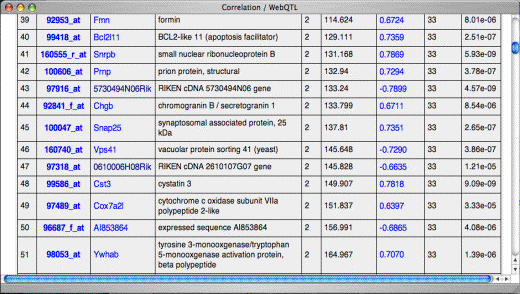 Correlation / WebQTL
39 92953_at Fmn formin 2 114.624 0.6724 33 8.01e-06
40 99418_at Bcl2l11 BCL2-like 11 (apoptosis facilitator) 2 129.111 0.7359 33 2.51e-07
41 160555_r_at Snrpb small nuclear ribonucleoprotein B 2 131.168 0.7869 33 5.93e-09
42 100606_at Prnp prion protein, structural 2 132.94 0.7294 33 3.78e-07
43 97916_at 5730494N06Rik RIKEN cDNA 5730494N06 gene 2 133.24 -0.7899 33 4.57e-09
44 92841_f_at Chgb chromogranin B / secretogranin 1 2 133.799 0.6711 33 8.54e-06
45 100047_at Snap25 synaptosomal associated protein, 25 kDa 2 137.81 0.7351 33 2.65e-07
46 160740_at Vps41 vacuolar protein sorting 41 (yeast) 2 145.648 -0.7290 33 3.86e-07
47 97318_at 0610006H08Rik RIKEN cDNA 2610107G07 gene 2 145.828 -0.6635 33 1.21e-05
48 99586_at Cst3 cystatin 3 2 149.907 0.7818 33 9.09e-09
49 97489_at Cox7a2l cytochrome c oxidase subunit VIIa polypeptide 2-like 2 151.837 0.6397 33 3.33e-05
50 96687_f_at AI853864 expressed sequence AI853864 2 156.991 -0.6865 33 4.08e-06
51 98053_at Ywhab tyrosine 3-monooxgenase/tryptophan 5-monooxgenase activation protein, beta polypeptide 2 164.967 0.7070 33 1.39e-06